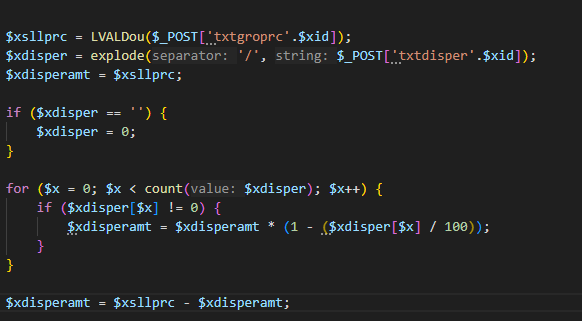 $xsllprc = LVALDou($_POST['txtgroprc'.$xid]);
$xdisper = explode(separator: '/', string: $_POST['txtdisper'.$xid]);
$xdisperamt = $xsllprc;
if ($xdisper == '') {
$xdisper = 0;
}
for ($x = 0; $x < count(value: $xdisper); $x++) {
if ($xdisper[$x] != 0) {
$xdisperamt = $xdisperamt * (1 - ($xdisper[$x] / 100));
}
}
$xdisperamt = $xsllprc - $xdisperamt;